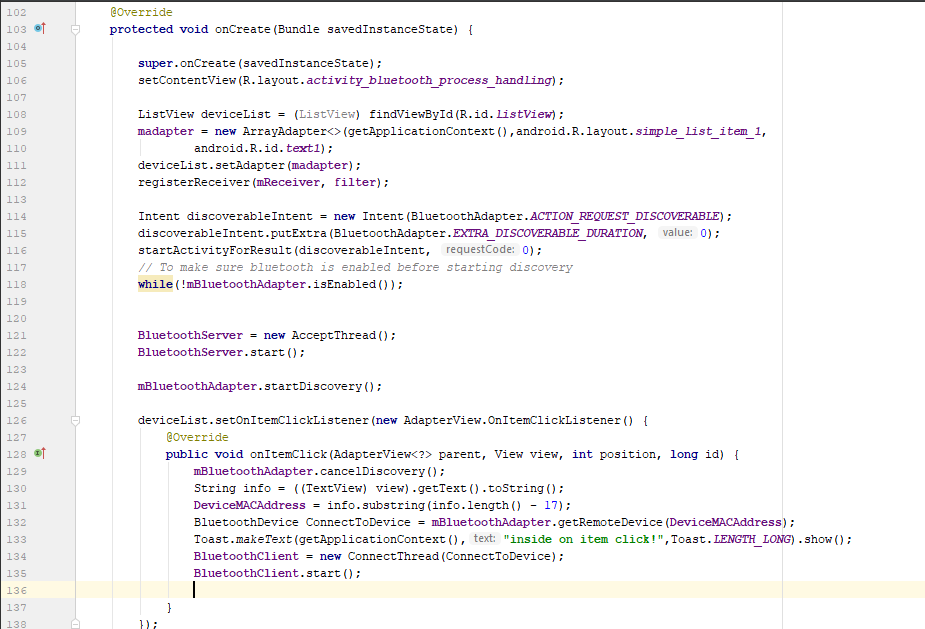 102 @Override
103 protected void onCreate(Bundle savedInstanceState) {
104
105 super.onCreate(savedInstanceState);
106 setContentView(R.layout.activity_bluetooth_process_handling);
107
108 ListView deviceList = (ListView) findViewById(R.id.listView);
109 madapter = new ArrayAdapter<>(getApplicationContext(),android.R.layout.simple_list_item_1,
110 android.R.id.text1);
111 deviceList.setAdapter(madapter);
112 registerReceiver(mReceiver, filter);
113
114 Intent discoverableIntent = new Intent(BluetoothAdapter.ACTION_REQUEST_DISCOVERABLE);
115 discoverableIntent.putExtra(BluetoothAdapter.EXTRA_DISCOVERABLE_DURATION, value: 0);
116 startActivityForResult(discoverableIntent, requestCode: 0);
117 // To make sure bluetooth is enabled before starting discovery
118 while(!mBluetoothAdapter.isEnabled());
119
120
121 BluetoothServer = new AcceptThread();
122 BluetoothServer.start();
123
124 mBluetoothAdapter.startDiscovery();
125
126 deviceList.setOnItemClickListener(new AdapterView.OnItemClickListener() {
127 @Override
128 public void onItemClick(AdapterView<?> parent, View view, int position, long id) {
129 mBluetoothAdapter.cancelDiscovery();
130 String info = ((TextView) view).getText().toString();
131 DeviceMACAddress = info.substring(info.length() - 17);
132 BluetoothDevice ConnectToDevice = mBluetoothAdapter.getRemoteDevice(DeviceMACAddress);
133 Toast.makeText(getApplicationContext(), text: "inside on item click!",Toast.LENGTH_LONG).show();
134 BluetoothClient = new ConnectThread(ConnectToDevice);
135 BluetoothClient.start();
136
137 }
138 });